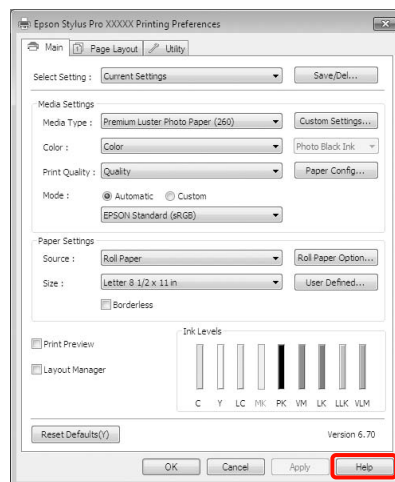 Epson Stylus Pro XXXXX Printing Preferences
Main Page Layout Utility
Select Setting : Current Settings Save/Del...
Media Settings
Media Type : Premium Luster Photo Paper (260) Custom Settings...
Color : Color Photo Black Ink
Print Quality : Quality Paper Config...
Mode : Automatic Custom
EPSON Standard (sRGB)
Paper Settings
Source : Roll Paper Roll Paper Option...
Size : Letter 8 1/2 x 11 in User Defined...
Borderless
Print Preview
Layout Manager
Ink Levels
C Y LC MK PK VM LK LLK VLM
Reset Defaults(Y) Version 6.70
OK Cancel Apply Help